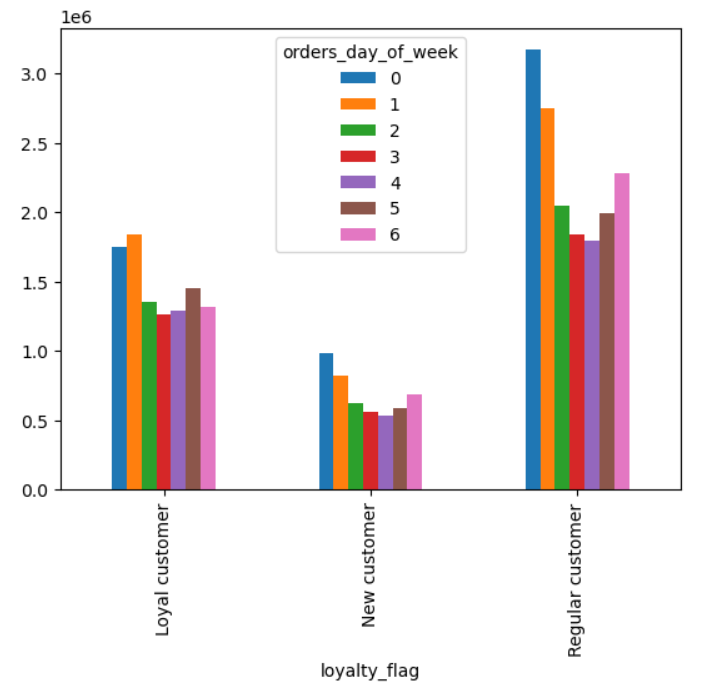 1e6
3.0
2.5
2.0
1.5
1.0
0.5
0.0
orders_day_of_week
0
1
2
3
4
5
6
Loyal customer
New customer
Regular customer
loyalty_flag